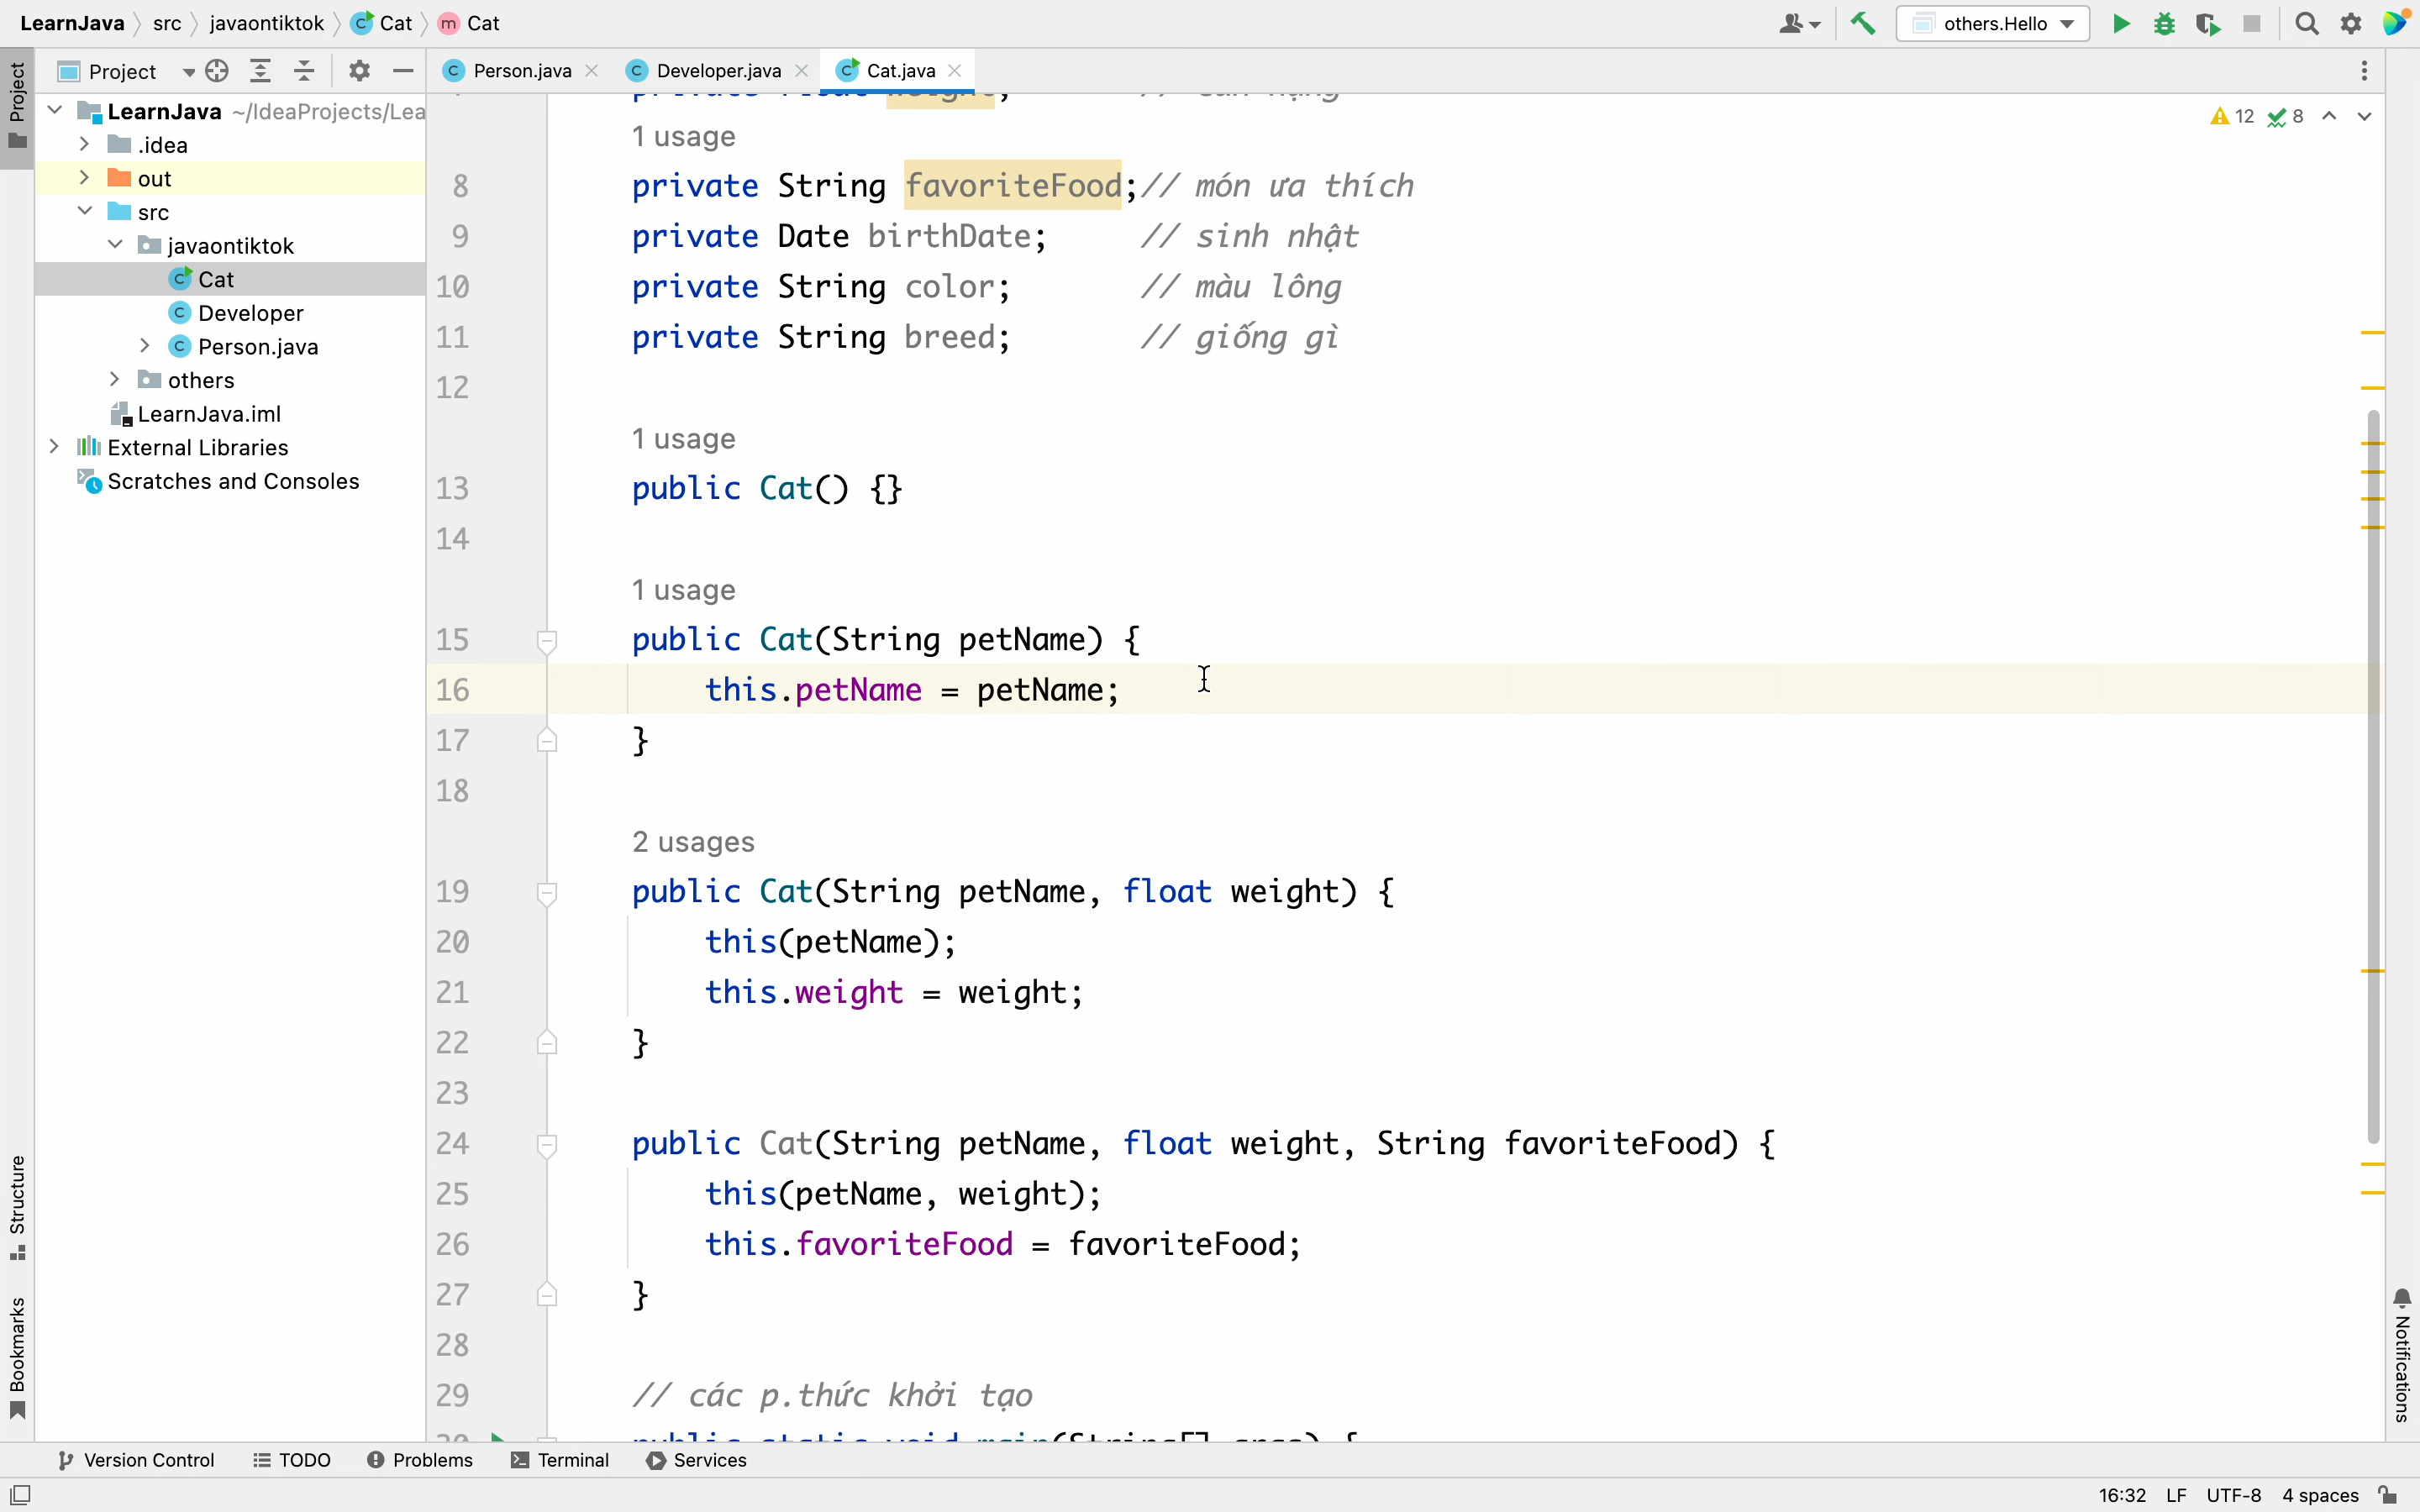 LearnJava src javaontiktok Cat m Cat others.Hello
Project Person.java Developer.java Cat.java
Project
LearnJava ~/IdeaProjects/Lea
.idea
out
src
javaontiktok
Cat
Developer
Person.java
others
LearnJava.iml
External Libraries
Scratches and Consoles
12 8
1 usage
8 private String favoriteFood;// món ưa thích
9 private Date birthDate; // sinh nhật
10 private String color; // màu lông
11 private String breed; // giống gì
12
1 usage
13 public Cat() {}
14
1 usage
15 public Cat(String petName) {
16 this.petName = petName;
17 }
18
2 usages
19 public Cat(String petName, float weight) {
20 this(petName);
21 this.weight = weight;
22 }
23
24 public Cat(String petName, float weight, String favoriteFood) {
25 this(petName, weight);
26 this.favoriteFood = favoriteFood;
27 }
28
29 // các p.thức khởi tạo
Structure
Bookmarks
Notifications
Version Control TODO Problems Terminal Services
16:32 LF UTF-8 4 spaces